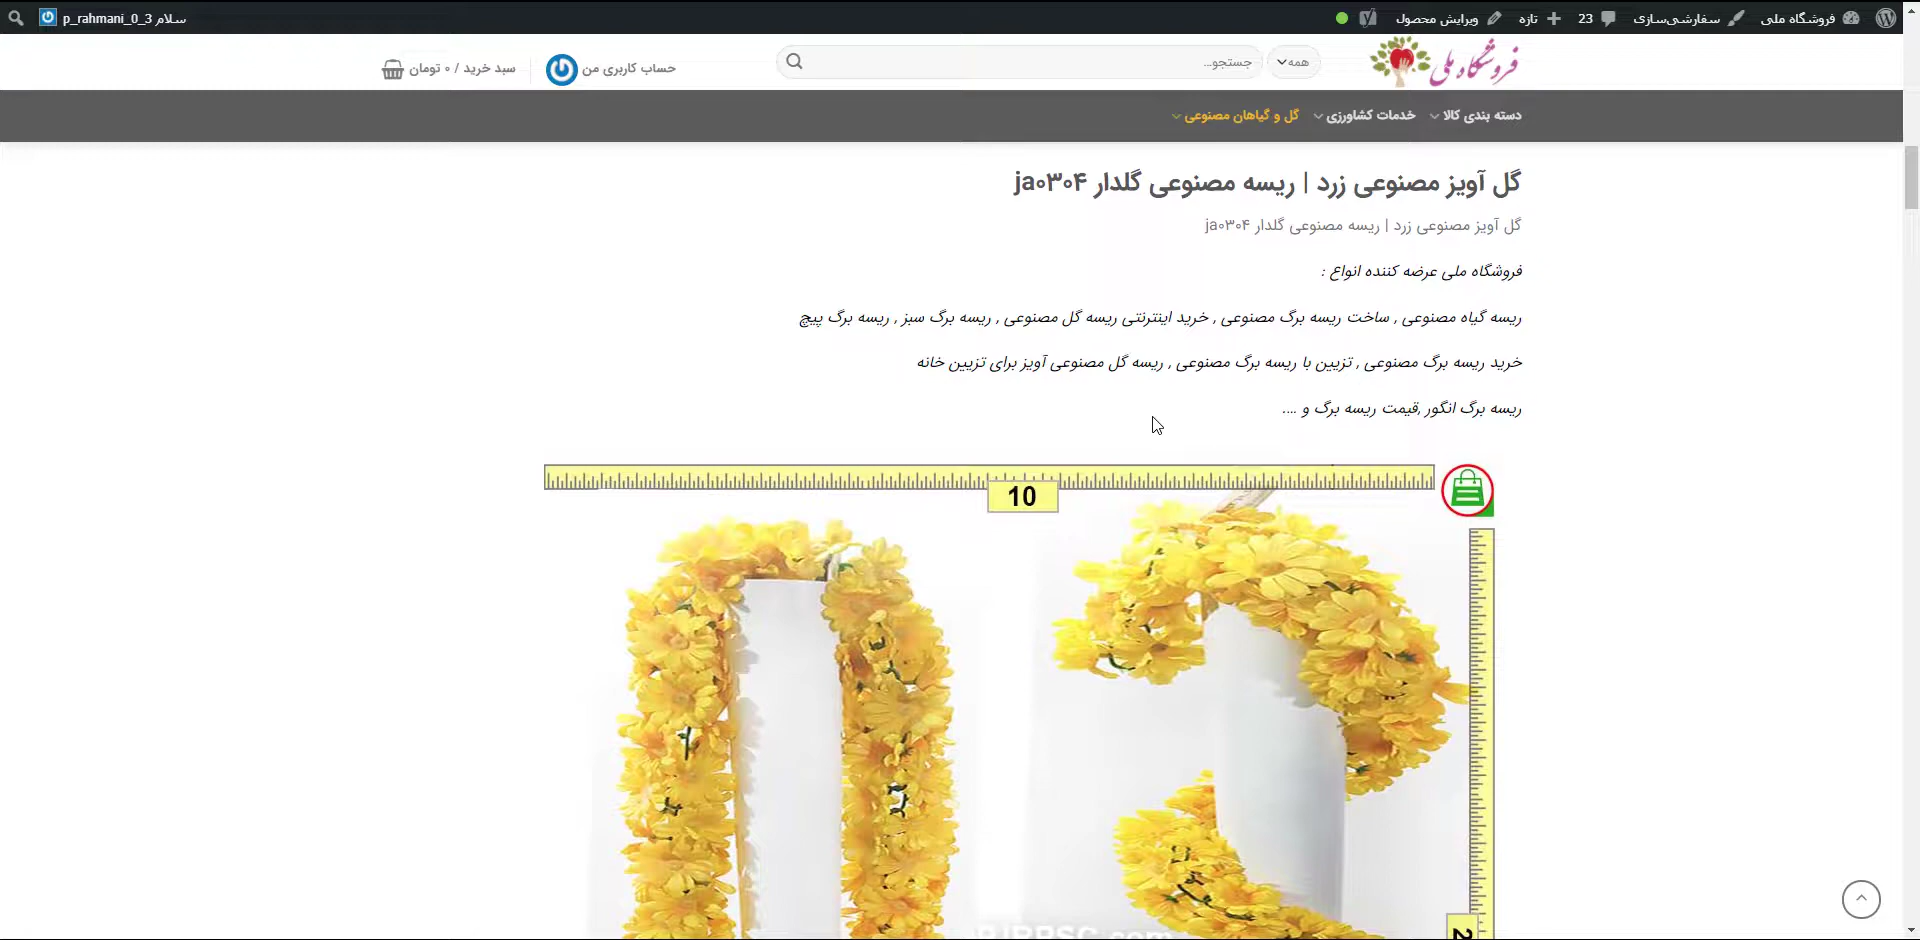 فروشگاه ملی
سفارشی‌سازی
23
تازه
ویرایش محصول
سلام p_rahmani_0_3
فروشگاه ملی
همه
جستجو...
حساب کاربری من
سبد خرید / ۰ تومان
دسته بندی کالا
خدمات کشاورزی
گل و گیاهان مصنوعی
گل آویز مصنوعی زرد | ریسه مصنوعی گلدار ja۰۳۰۴
گل آویز مصنوعی زرد | ریسه مصنوعی گلدار ja۰۳۰۴
فروشگاه ملی عرضه کننده انواع :
ریسه گیاه مصنوعی , ساخت ریسه برگ مصنوعی , خرید اینترنتی ریسه گل مصنوعی , ریسه برگ سبز , ریسه برگ پیچ
خرید ریسه برگ مصنوعی , تزیین با ریسه برگ مصنوعی , ریسه گل مصنوعی آویز برای تزیین خانه
ریسه برگ انگور ,قیمت ریسه برگ و ....
10